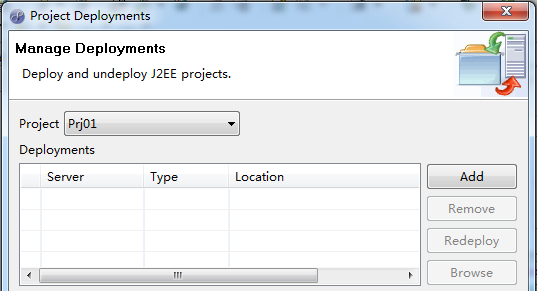 Project Deployments
Manage Deployments
Deploy and undeploy J2EE projects.
Project Prj01
Deployments
Server Type Location
Add
Remove
Redeploy
Browse